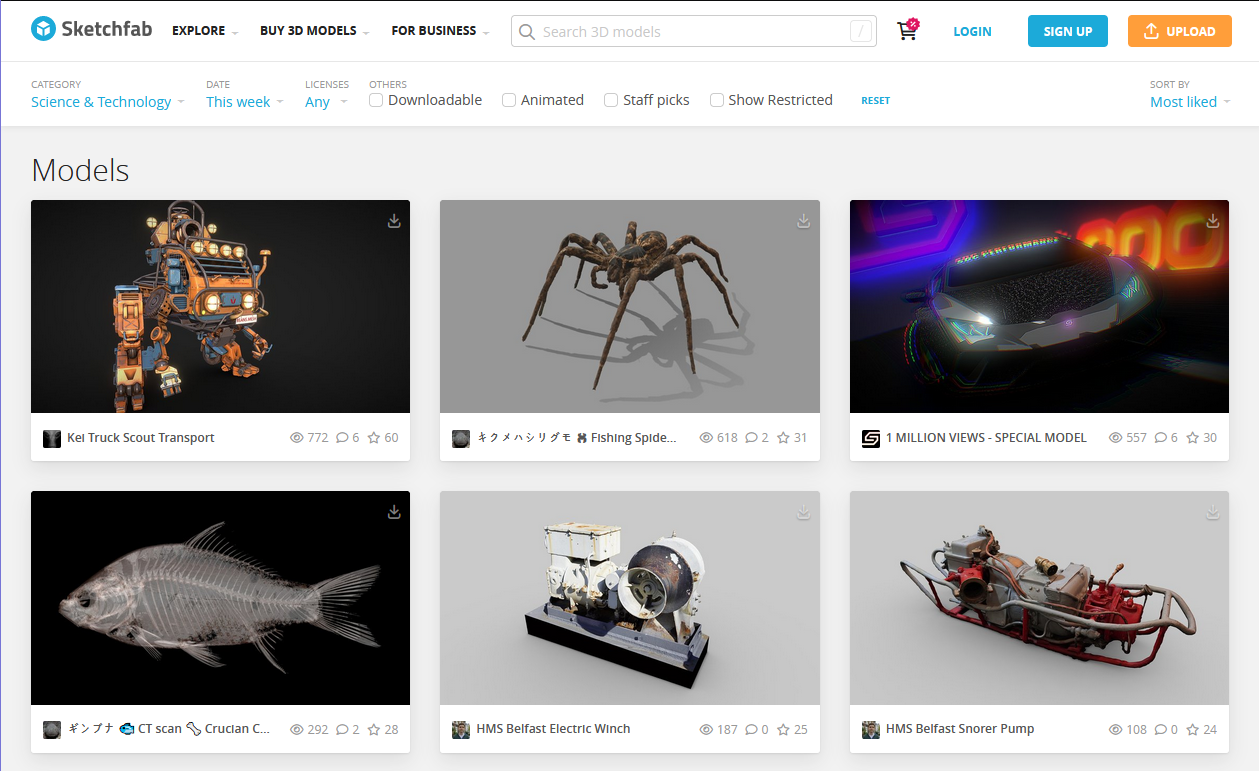 Sketchfab EXPLORE BUY 3D MODELS FOR BUSINESS Search 3D models / LOGIN SIGN UP UPLOAD
CATEGORY DATE LICENSES OTHERS SORT BY
Science & Technology This week Any Downloadable Animated Staff picks Show Restricted RESET Most liked
Models
Kei Truck Scout Transport 772 6 60
キクメハシリグモ 🕷 Fishing Spide... 618 2 31
1 MILLION VIEWS - SPECIAL MODEL 557 6 30
ギンブナ 🐟 CT scan 🦴 Crucian C... 292 2 28
HMS Belfast Electric Winch 187 0 25
HMS Belfast Snorer Pump 108 0 24